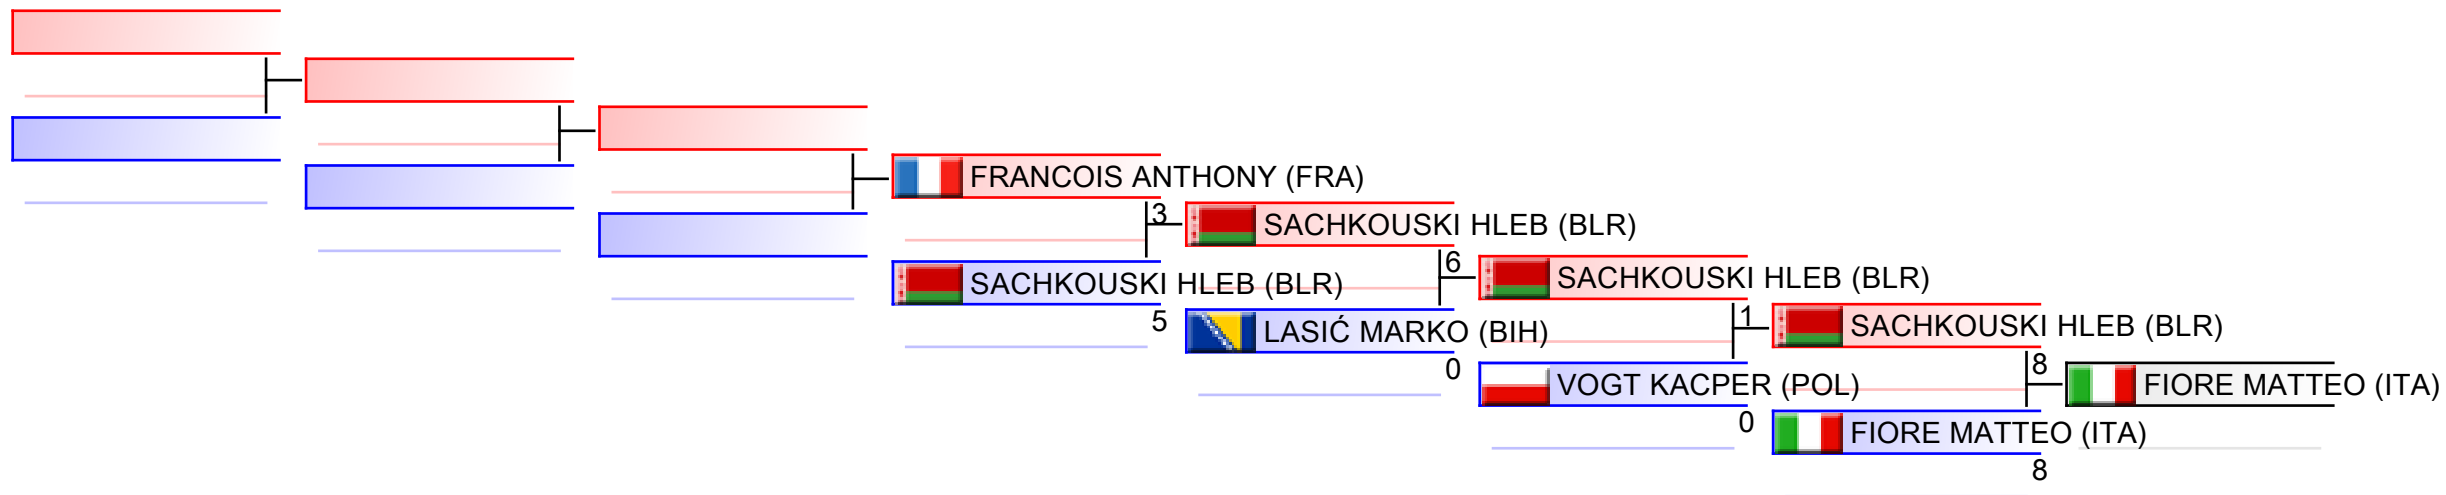 FRANCOIS ANTHONY (FRA)
3
SACHKOUSKI HLEB (BLR)
SACHKOUSKI HLEB (BLR)
5
6
SACHKOUSKI HLEB (BLR)
LASIĆ MARKO (BIH)
0
1
SACHKOUSKI HLEB (BLR)
VOGT KACPER (POL)
0
8
FIORE MATTEO (ITA)
FIORE MATTEO (ITA)
8